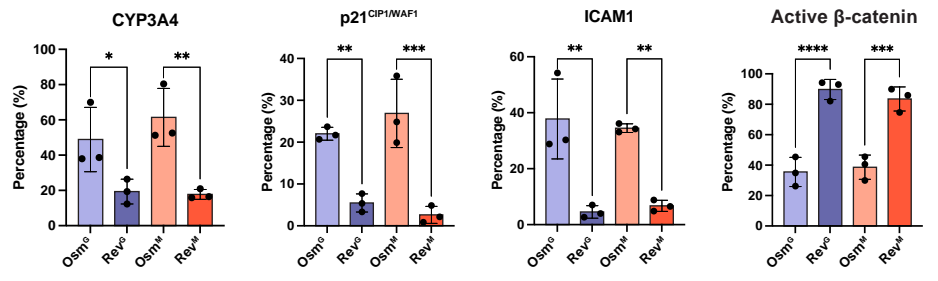 CYP3A4
Percentage (%)
100
80
60
40
20
0
*
**
Osmᴳ
Revᴳ
Osmᴹ
Revᴹ
p21ᶜᴵᴾ¹/ᵂᴬᶠ¹
Percentage (%)
40
30
20
10
0
**
***
Osmᴳ
Revᴳ
Osmᴹ
Revᴹ
ICAM1
Percentage (%)
60
40
20
0
**
**
Osmᴳ
Revᴳ
Osmᴹ
Revᴹ
Active β-catenin
Percentage (%)
100
80
60
40
20
0
****
***
Osmᴳ
Revᴳ
Osmᴹ
Revᴹ